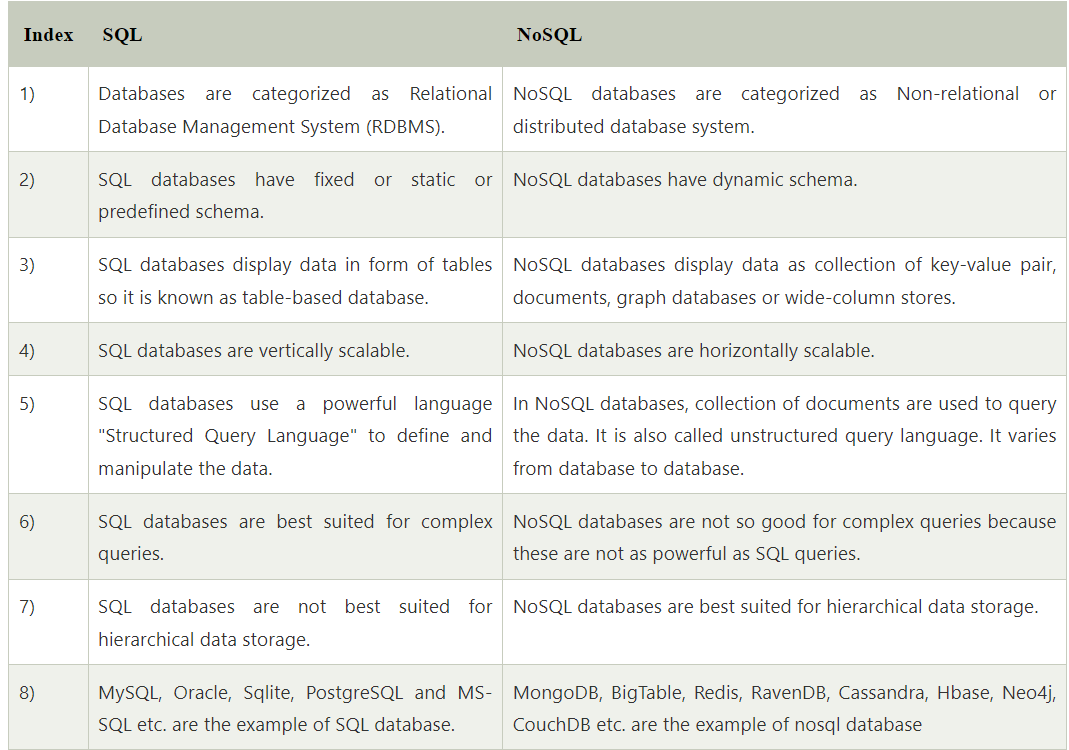 Index SQL NoSQL
1) Databases are categorized as Relational NoSQL databases are categorized as Non-relational or
Database Management System (RDBMS). distributed database system.
2) SQL databases have fixed or static or NoSQL databases have dynamic schema.
predefined schema.
3) SQL databases display data in form of tables NoSQL databases display data as collection of key-value pair,
so it is known as table-based database. documents, graph databases or wide-column stores.
4) SQL databases are vertically scalable. NoSQL databases are horizontally scalable.
5) SQL databases use a powerful language In NoSQL databases, collection of documents are used to query
"Structured Query Language" to define and the data. It is also called unstructured query language. It varies
manipulate the data. from database to database.
6) SQL databases are best suited for complex NoSQL databases are not so good for complex queries because
queries. these are not as powerful as SQL queries.
7) SQL databases are not best suited for NoSQL databases are best suited for hierarchical data storage.
hierarchical data storage.
8) MySQL, Oracle, Sqlite, PostgreSQL and MS- MongoDB, BigTable, Redis, RavenDB, Cassandra, Hbase, Neo4j,
SQL etc. are the example of SQL database. CouchDB etc. are the example of nosql database